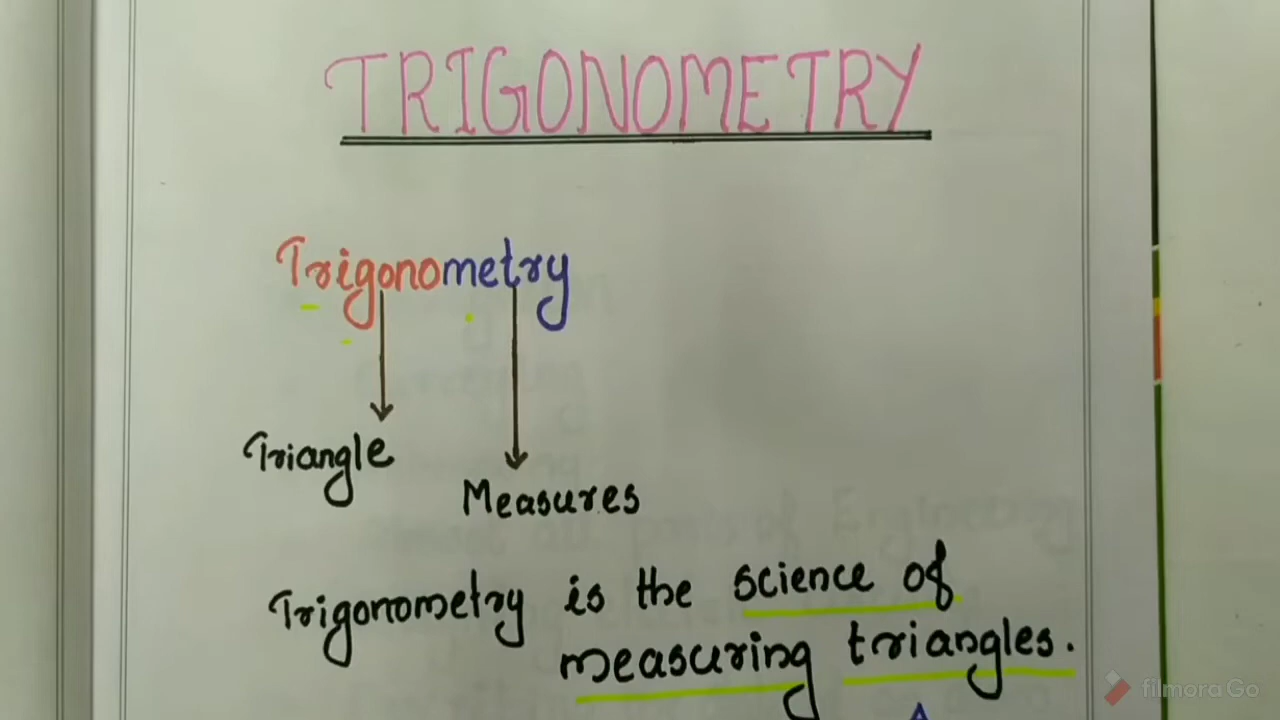 TRIGONOMETRY
Trigonometry
Triangle
Measures
Trigonometry is the science of
measuring triangles.
filmora Go